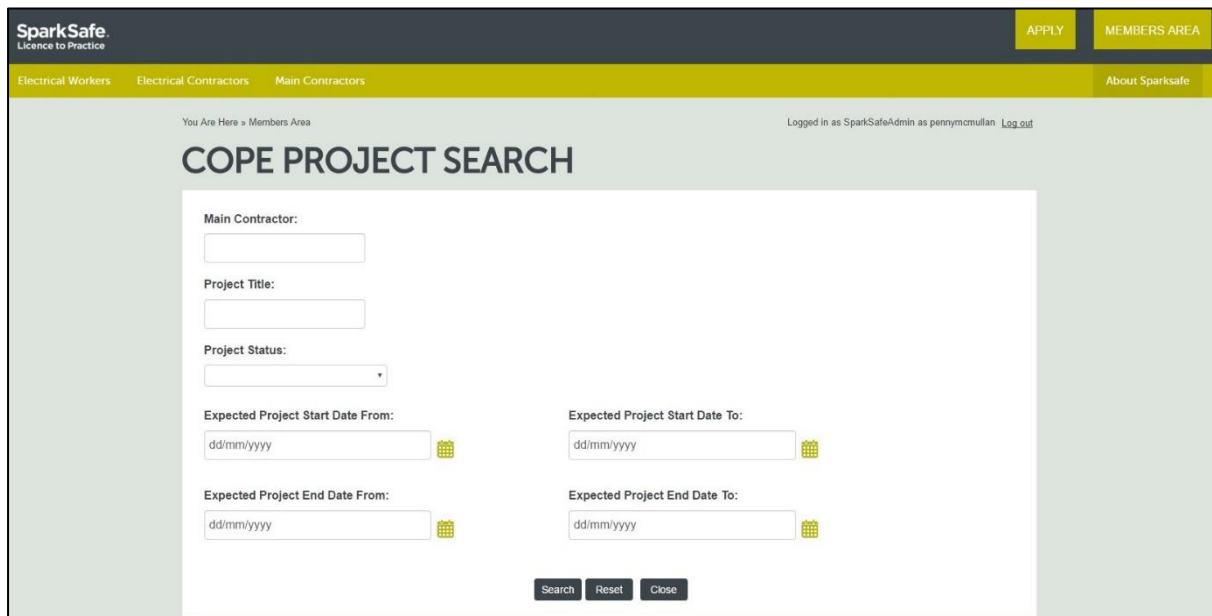 SparkSafe.
Licence to Practice
APPLY
MEMBERS AREA
Electrical Workers
Electrical Contractors
Main Contractors
About Sparksafe
You Are Here » Members Area
Logged in as SparkSafeAdmin as pennymcmullan Log out
COPE PROJECT SEARCH
Main Contractor:
Project Title:
Project Status:
Expected Project Start Date From:
Expected Project Start Date To:
dd/mm/yyyy
dd/mm/yyyy
Expected Project End Date From:
Expected Project End Date To:
dd/mm/yyyy
dd/mm/yyyy
Search
Reset
Close